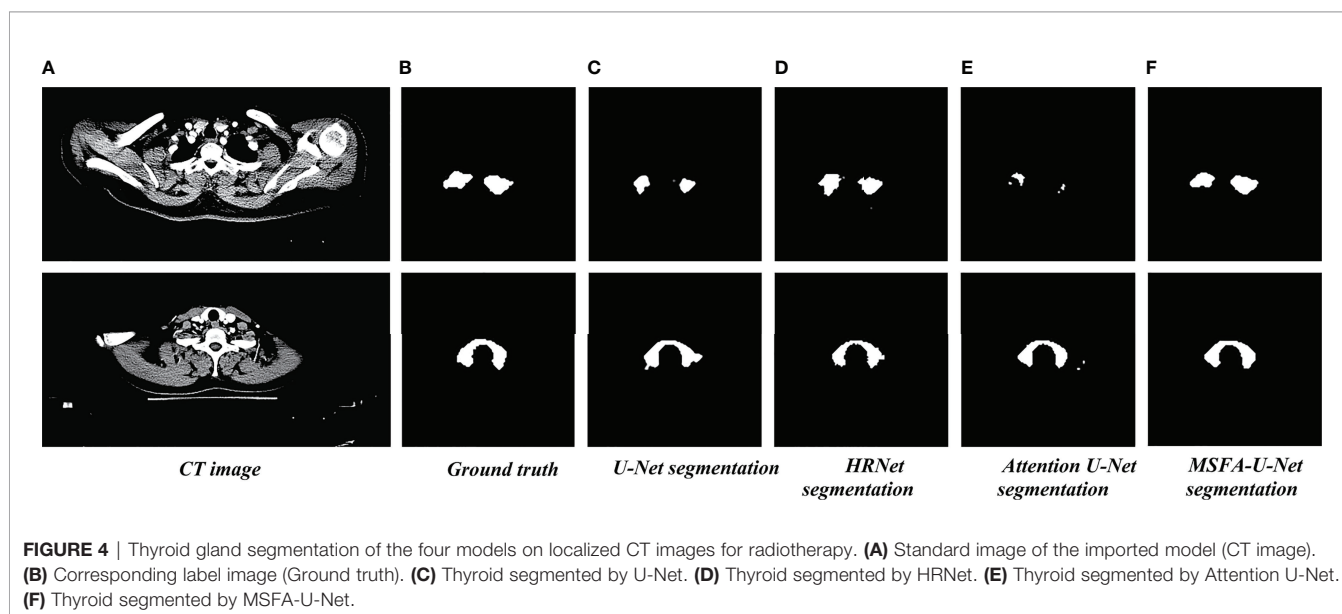 A B C D E F
CT image Ground truth U-Net segmentation HRNet segmentation Attention U-Net segmentation MSFA-U-Net segmentation
FIGURE 4 | Thyroid gland segmentation of the four models on localized CT images for radiotherapy. (A) Standard image of the imported model (CT image).
(B) Corresponding label image (Ground truth). (C) Thyroid segmented by U-Net. (D) Thyroid segmented by HRNet. (E) Thyroid segmented by Attention U-Net.
(F) Thyroid segmented by MSFA-U-Net.